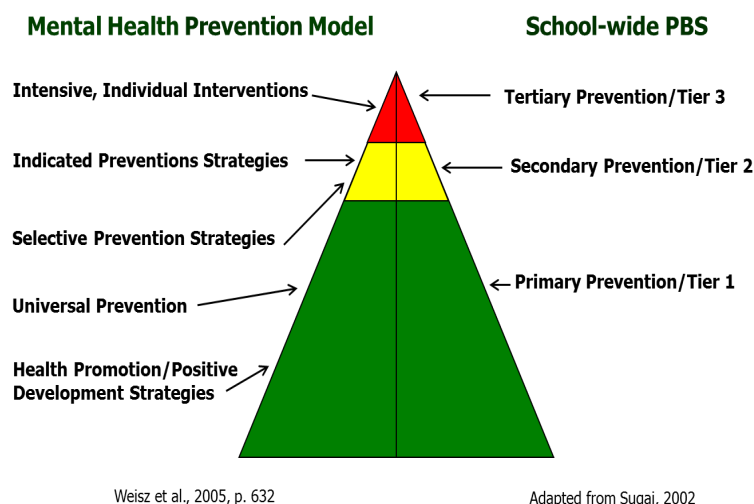 Mental Health Prevention Model
School-wide PBS
Intensive, Individual Interventions
Tertiary Prevention/Tier 3
Indicated Preventions Strategies
Secondary Prevention/Tier 2
Selective Prevention Strategies
Primary Prevention/Tier 1
Universal Prevention
Health Promotion/Positive
Development Strategies
Weisz et al., 2005, p. 632
Adapted from Sugai, 2002